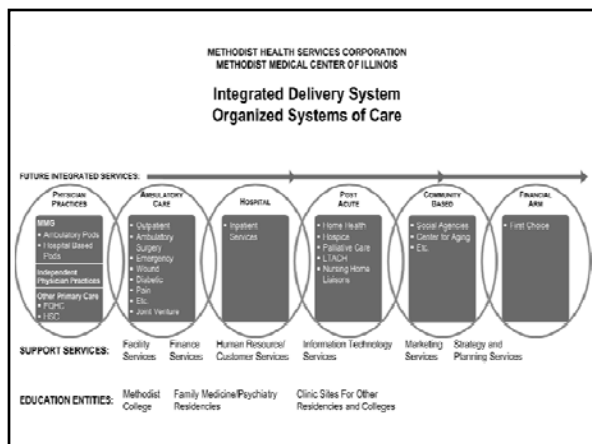 METHODIST HEALTH SERVICES CORPORATION
METHODIST MEDICAL CENTER OF ILLINOIS
Integrated Delivery System
Organized Systems of Care
FUTURE INTEGRATED SERVICES:
PHYSICIAN
PRACTICES
MMG
• Ambulatory Pods
• Hospital Based
Pods
Independent
Physician Practices
Other Primary Care
• FQHC
• HSC
AMBULATORY
CARE
• Outpatient
• Ambulatory
Surgery
• Emergency
• Wound
• Diabetic
• Pain
• Etc.
• Joint Venture
HOSPITAL
• Inpatient
Services
POST
ACUTE
• Home Health
• Hospice
• Palliative Care
• LTACH
• Nursing Home
Liaisons
COMMUNITY
BASED
• Social Agencies
• Center for Aging
• Etc.
FINANCIAL
ARM
• First Choice
SUPPORT SERVICES:
Facility
Services
Finance
Services
Human Resource/
Customer Services
Information Technology
Services
Marketing
Services
Strategy and
Planning Services
EDUCATION ENTITIES:
Methodist
College
Family Medicine/Psychiatry
Residencies
Clinic Sites For Other
Residencies and Colleges